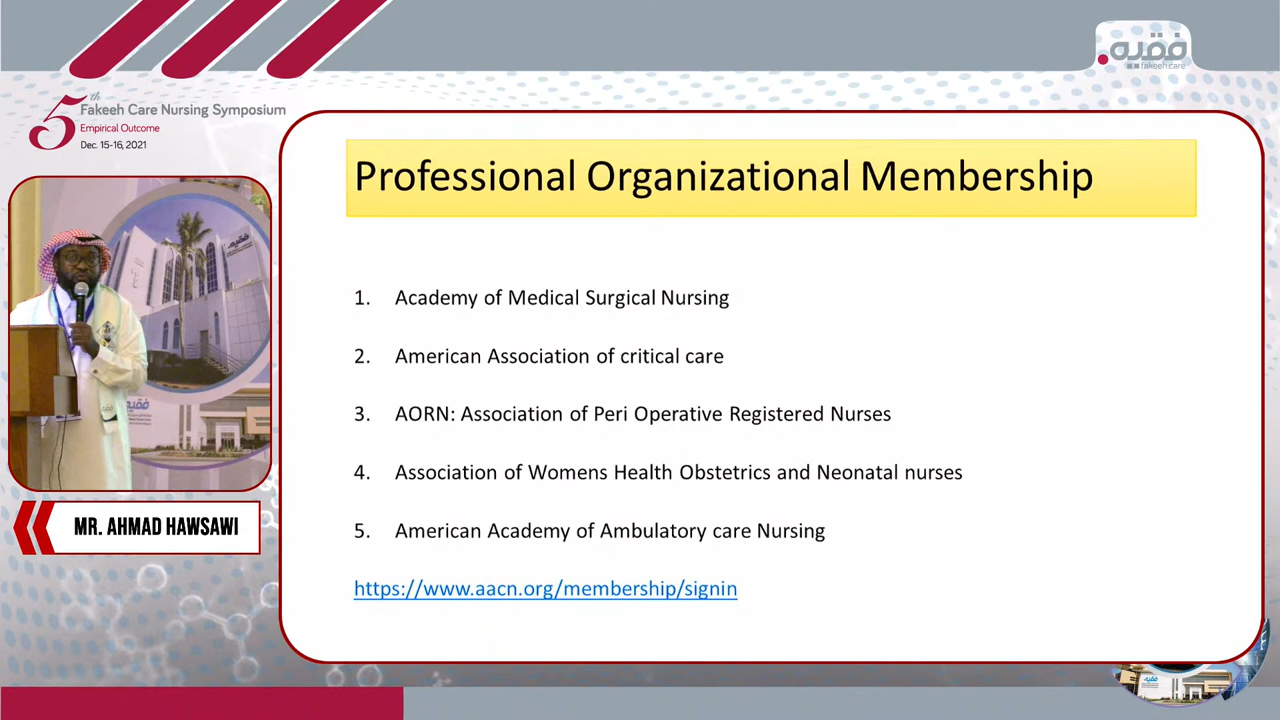 فقيه
fakeeh.care
5th
Fakeeh Care Nursing Symposium
Empirical Outcome
Dec. 15-16, 2021
Professional Organizational Membership
1. Academy of Medical Surgical Nursing
2. American Association of critical care
3. AORN: Association of Peri Operative Registered Nurses
4. Association of Womens Health Obstetrics and Neonatal nurses
5. American Academy of Ambulatory care Nursing
https://www.aacn.org/membership/signin
فقيه
فقيه
MR. AHMAD HAWSAWI
فقيه